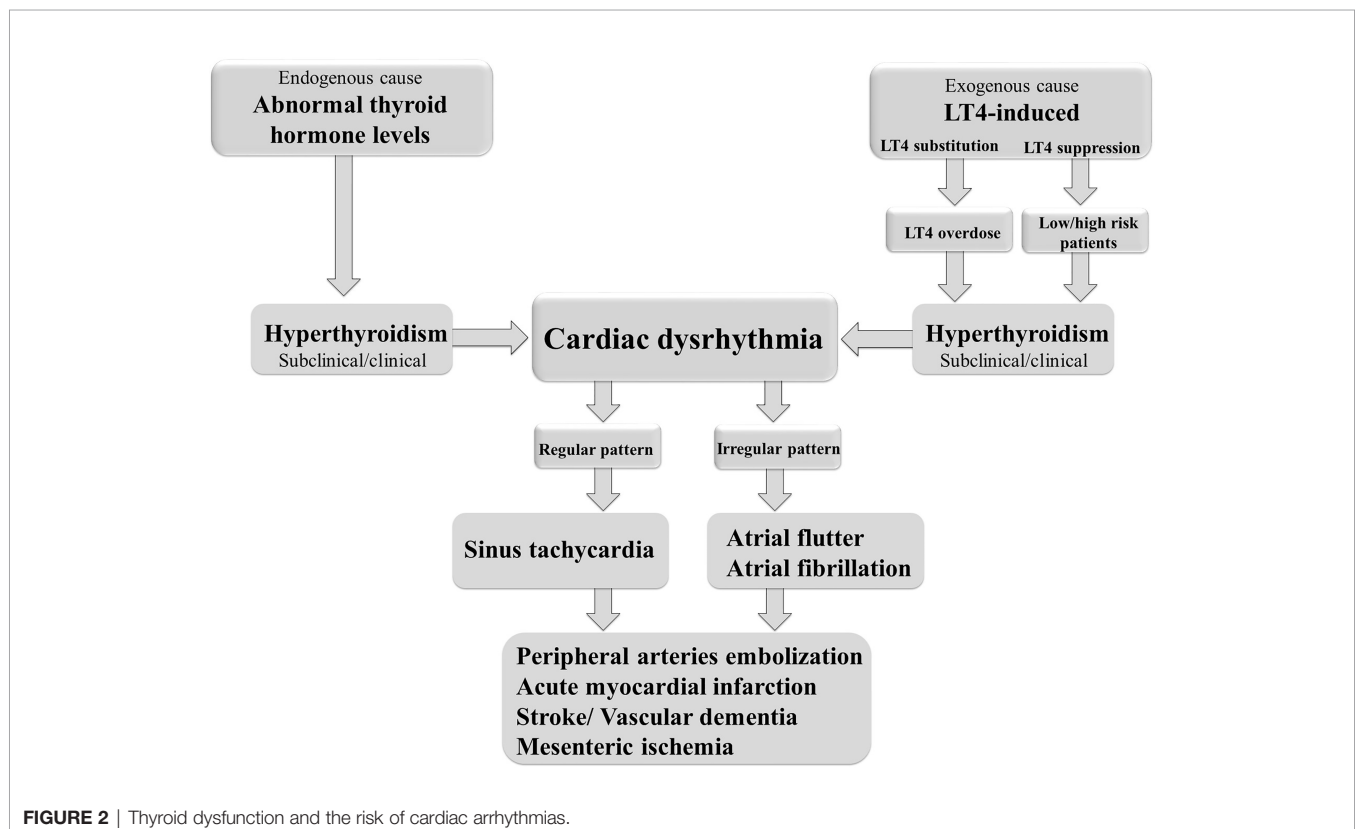 Endogenous cause
Abnormal thyroid
hormone levels
Exogenous cause
LT4-induced
LT4 substitution
LT4 suppression
LT4 overdose
Low/high risk
patients
Hyperthyroidism
Subclinical/clinical
Cardiac dysrhythmia
Hyperthyroidism
Subclinical/clinical
Regular pattern
Irregular pattern
Sinus tachycardia
Atrial flutter
Atrial fibrillation
Peripheral arteries embolization
Acute myocardial infarction
Stroke/ Vascular dementia
Mesenteric ischemia
FIGURE 2 | Thyroid dysfunction and the risk of cardiac arrhythmias.